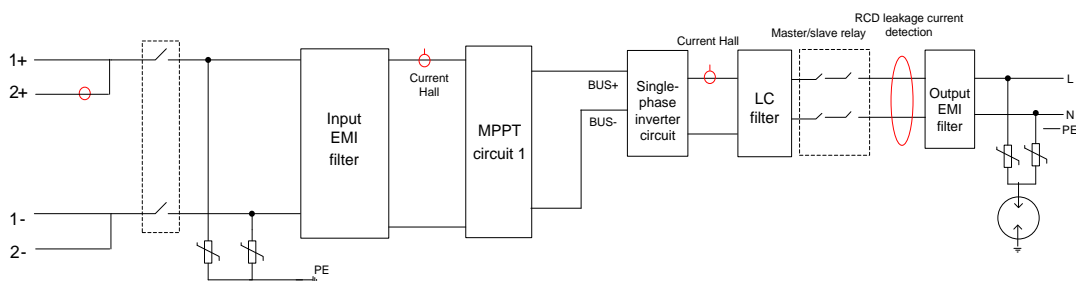 1+
2+
1-
2-
PE
Input
EMI
filter
Current
Hall
MPPT
circuit 1
BUS+
BUS-
Single-
phase
inverter
circuit
Current Hall
LC
filter
Master/slave relay
RCD leakage current
detection
Output
EMI
filter
L
N
PE